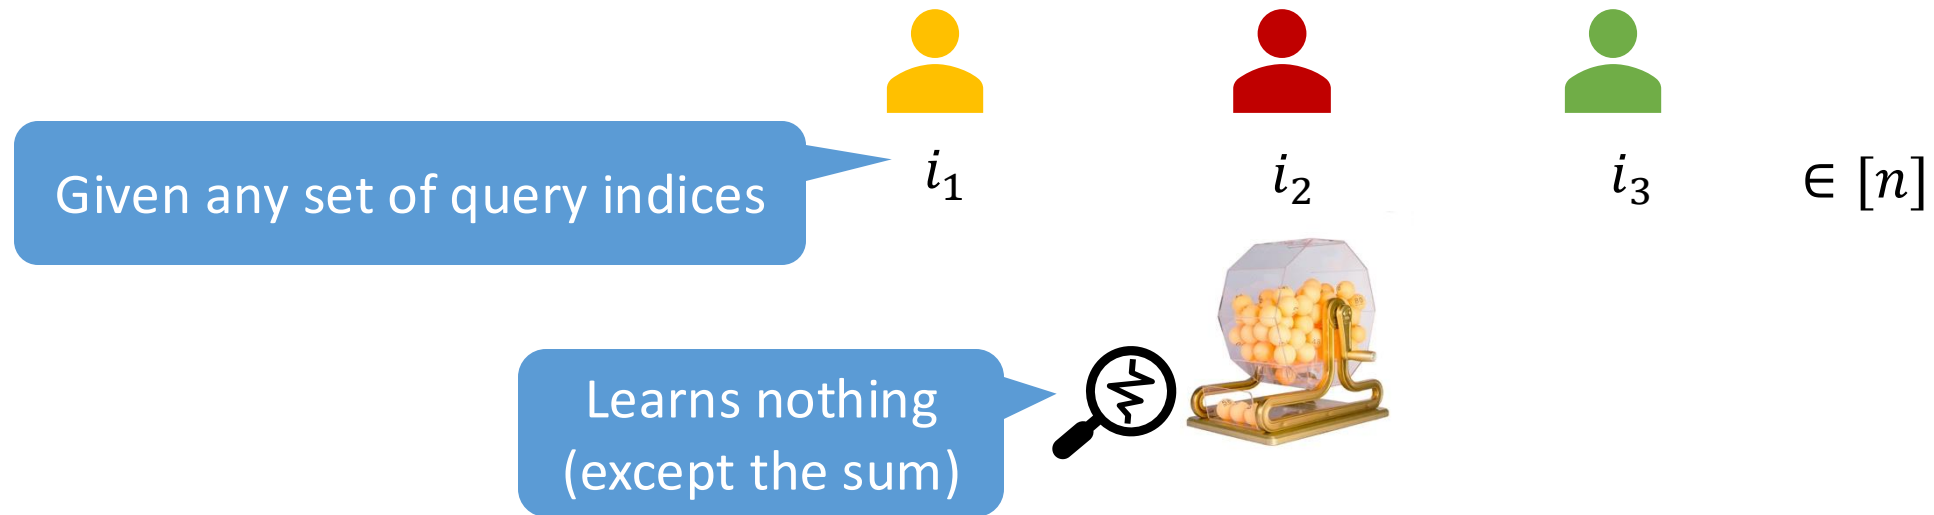 Given any set of query indices
i₁ i₂ i₃ ∈ [n]
Learns nothing
(except the sum)